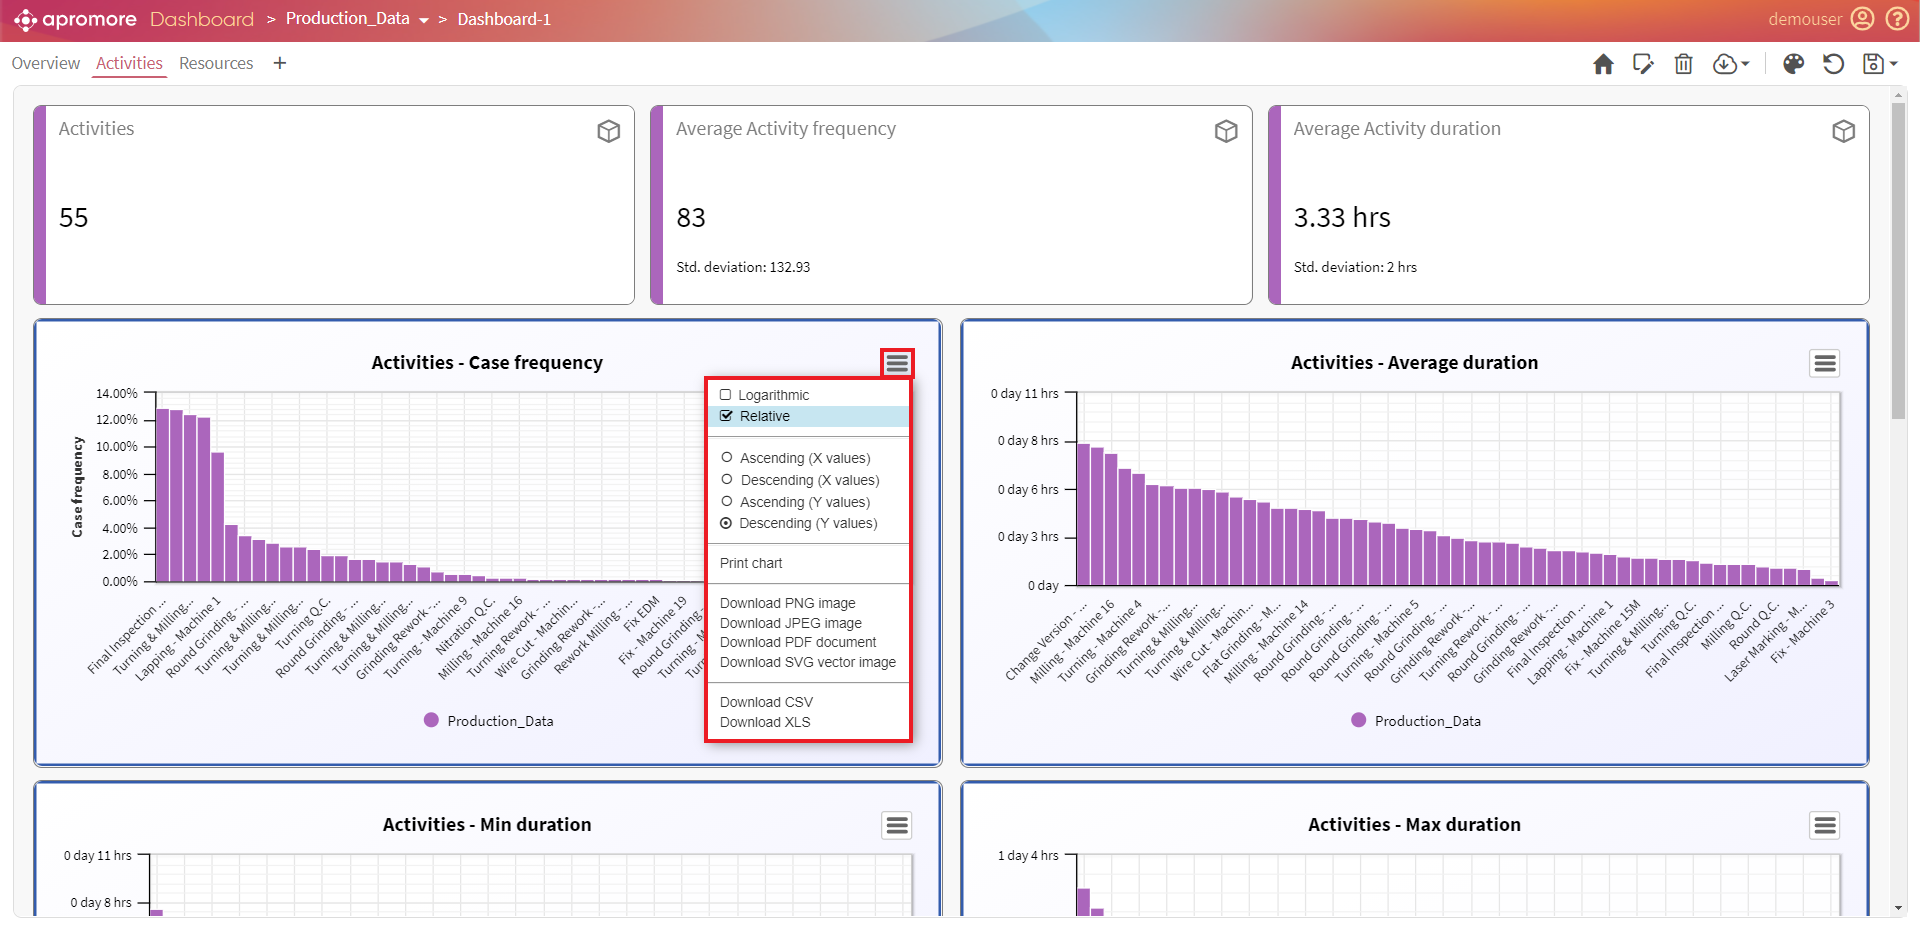 apromore Dashboard > Production_Data > Dashboard-1
demouser ?
Overview Activities Resources +
Activities
55
Average Activity frequency
83
Std. deviation: 132.93
Average Activity duration
3.33 hrs
Std. deviation: 2 hrs
Activities - Case frequency
14.00%
12.00%
10.00%
8.00%
6.00%
4.00%
2.00%
0.00%
Case frequency
Final Inspection ...
Turning & Milling...
Lapping - Machine 1
Round Grinding - ...
Turning & Milling...
Turning & Milling...
Turning Q.C.
Round Grinding - ...
Turning & Milling...
Turning & Milling...
Grinding Rework -...
Turning - Machine 9
Nitration Q.C.
Milling - Machine 16
Turning Rework - ...
Wire Cut - Machin...
Grinding Rework -...
Rework Milling - ...
Fix EDM
Fix - Machine 19
Round Grinding -
Turning - M
Production_Data
Logarithmic
Relative
Ascending (X values)
Descending (X values)
Ascending (Y values)
Descending (Y values)
Print chart
Download PNG image
Download JPEG image
Download PDF document
Download SVG vector image
Download CSV
Download XLS
Activities - Average duration
0 day 11 hrs
0 day 8 hrs
0 day 6 hrs
0 day 3 hrs
0 day
Change Version - ...
Milling - Machine 16
Turning - Machine 4
Grinding Rework -...
Turning & Milling...
Turning & Milling...
Wire Cut - Machin...
Flat Grinding - M...
Milling - Machine 14
Round Grinding - ...
Round Grinding - ...
Round Grinding - ...
Turning - Machine 5
Round Grinding - ...
Grinding Rework -...
Turning Rework - ...
Round Grinding - ...
Grinding Rework -...
Final Inspection ...
Lapping - Machine 1
Fix - Machine 15M
Turning & Milling...
Turning Q.C.
Final Inspection ...
Milling Q.C.
Round Q.C.
Laser Marking - M...
Fix - Machine 3
Production_Data
Activities - Min duration
0 day 11 hrs
0 day 8 hrs
Activities - Max duration
1 day 4 hrs